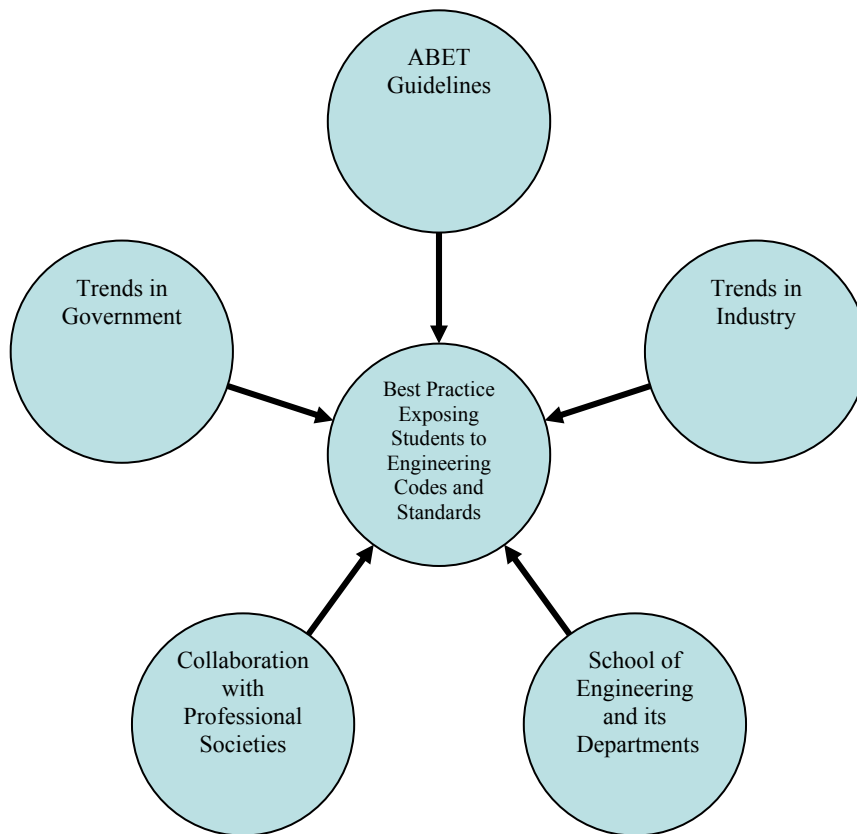 ABET
Guidelines
Trends in
Government
Trends in
Industry
Best Practice
Exposing
Students to
Engineering
Codes and
Standards
Collaboration
with
Professional
Societies
School of
Engineering
and its
Departments